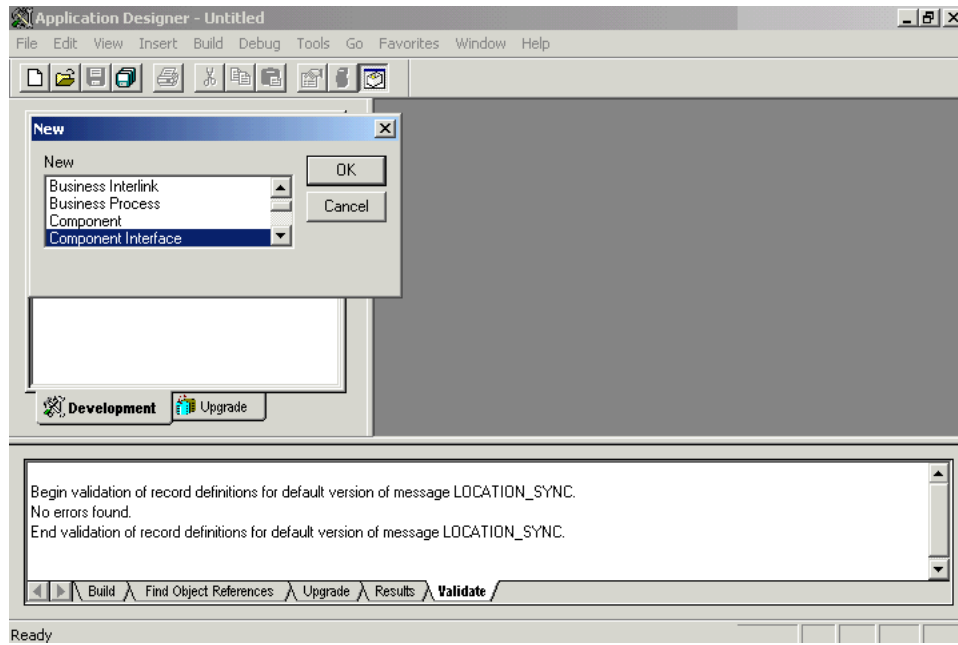 Application Designer - Untitled
File Edit View Insert Build Debug Tools Go Favorites Window Help
New
New
Business Interlink
Business Process
Component
Component Interface
OK
Cancel
Development
Upgrade
Begin validation of record definitions for default version of message LOCATION_SYNC.
No errors found.
End validation of record definitions for default version of message LOCATION_SYNC.
Build Find Object References Upgrade Results Validate
Ready